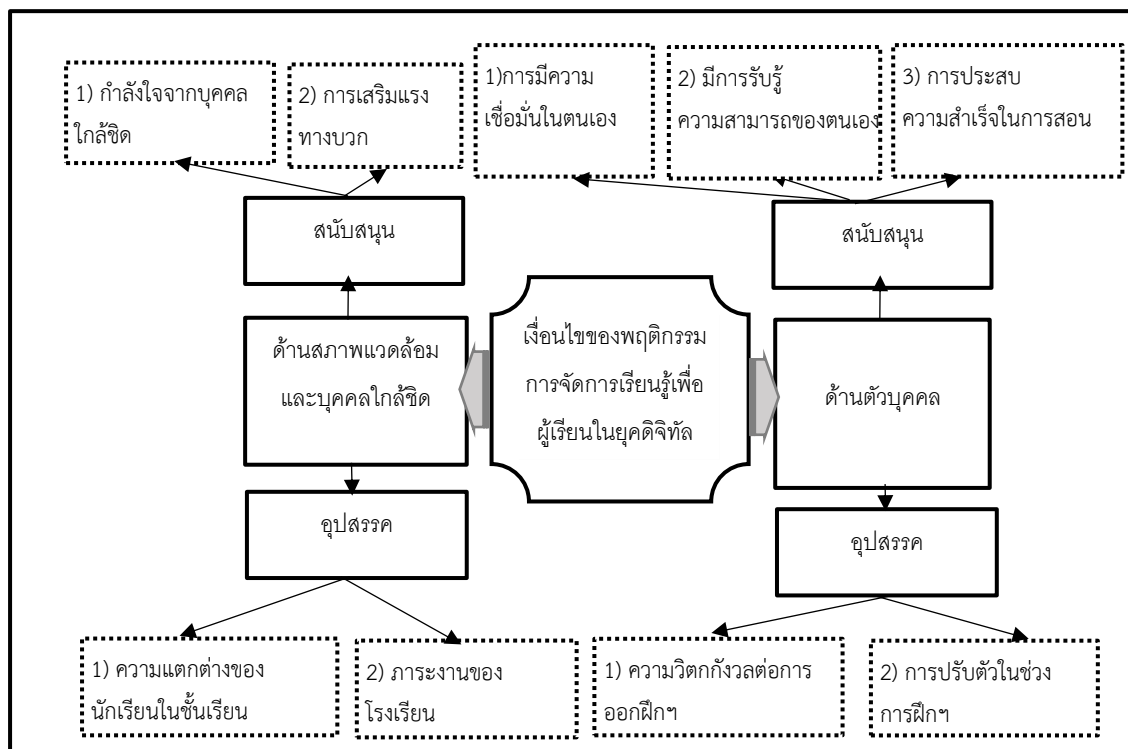 1) กำลังใจจากบุคคล
ใกล้ชิด
2) การเสริมแรง
ทางบวก
1)การมีความ
เชื่อมั่นในตนเอง
2) มีการรับรู้
ความสามารถของตนเอง
3) การประสบ
ความสำเร็จในการสอน
สนับสนุน
สนับสนุน
ด้านสภาพแวดล้อม
และบุคคลใกล้ชิด
เงื่อนไขของพฤติกรรม
การจัดการเรียนรู้เพื่อ
ผู้เรียนในยุคดิจิทัล
ด้านตัวบุคคล
อุปสรรค
อุปสรรค
1) ความแตกต่างของ
นักเรียนในชั้นเรียน
2) ภาระงานของ
โรงเรียน
1) ความวิตกกังวลต่อการ
ออกฝึกฯ
2) การปรับตัวในช่วง
การฝึกฯ